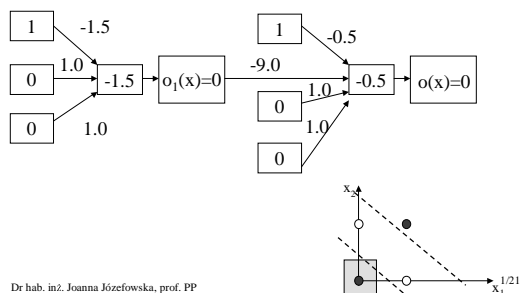 1 -1.5
0 1.0 -1.5 o₁(x)=0 -9.0
0 1.0
1 -0.5
0 1.0 -0.5 o(x)=0
0 1.0
x₂
x₁
1/21
Dr hab. inż. Joanna Józefowska, prof. PP